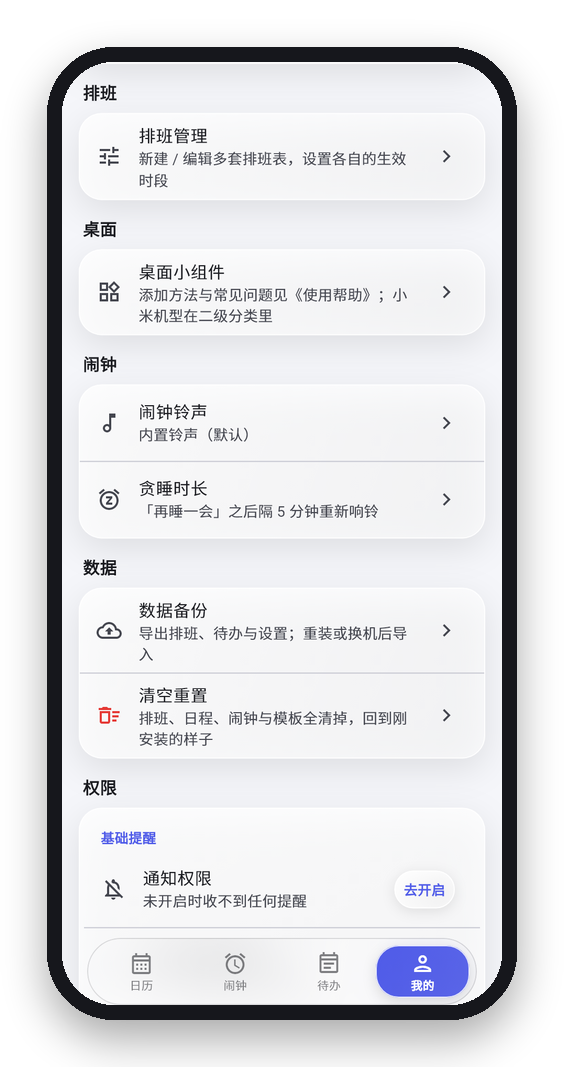 排班
排班管理
新建 / 编辑多套排班表，设置各自的生效
时段
桌面
桌面小组件
添加方法与常见问题见《使用帮助》；小
米机型在二级分类里
闹钟
闹钟铃声
内置铃声（默认）
贪睡时长
「再睡一会」之后隔 5 分钟重新响铃
数据
数据备份
导出排班、待办与设置；重装或换机后导
入
清空重置
排班、日程、闹钟与模板全清掉，回到刚
安装的样子
权限
基础提醒
通知权限
未开启时收不到任何提醒
去开启
日历
闹钟
待办
我的